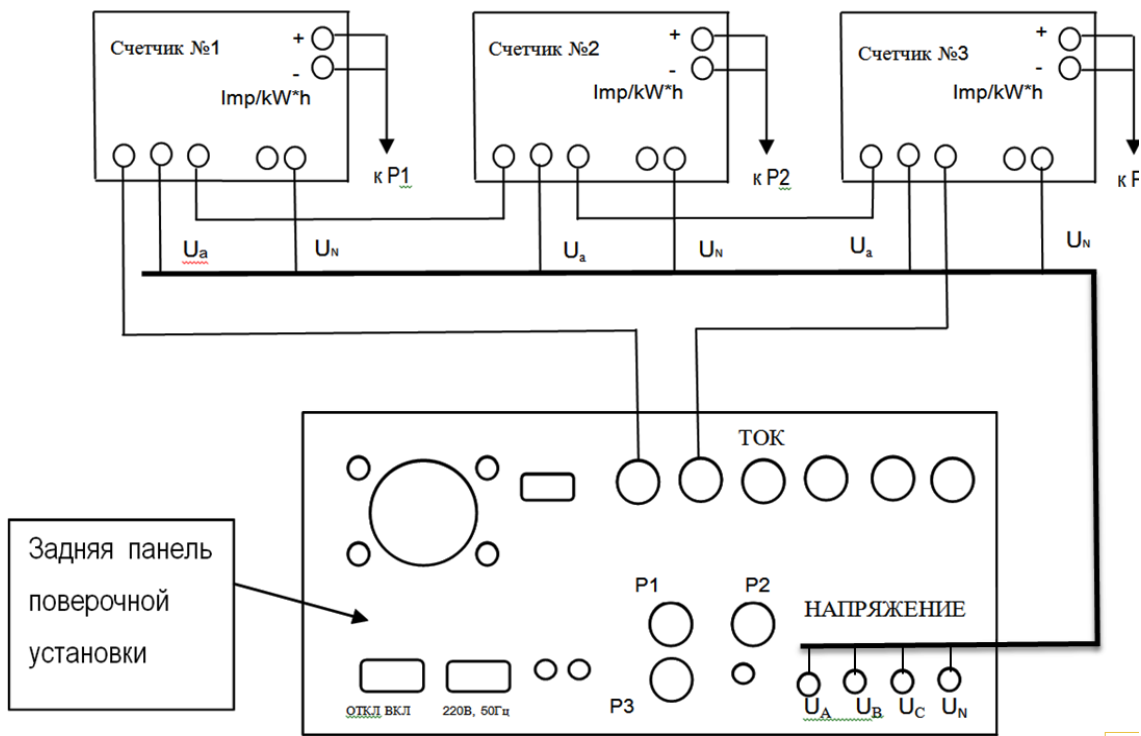 Счетчик №1
+
-
Imp/kW*h
к P1
Счетчик №2
+
-
Imp/kW*h
к P2
Счетчик №3
+
-
Imp/kW*h
к P
Ua
UN
Ua
UN
Ua
UN
ТОК
Задняя панель
поверочной
установки
P1
P2
НАПРЯЖЕНИЕ
P3
ОТКЛ ВКЛ
220В, 50Гц
UA
UB
UC
UN